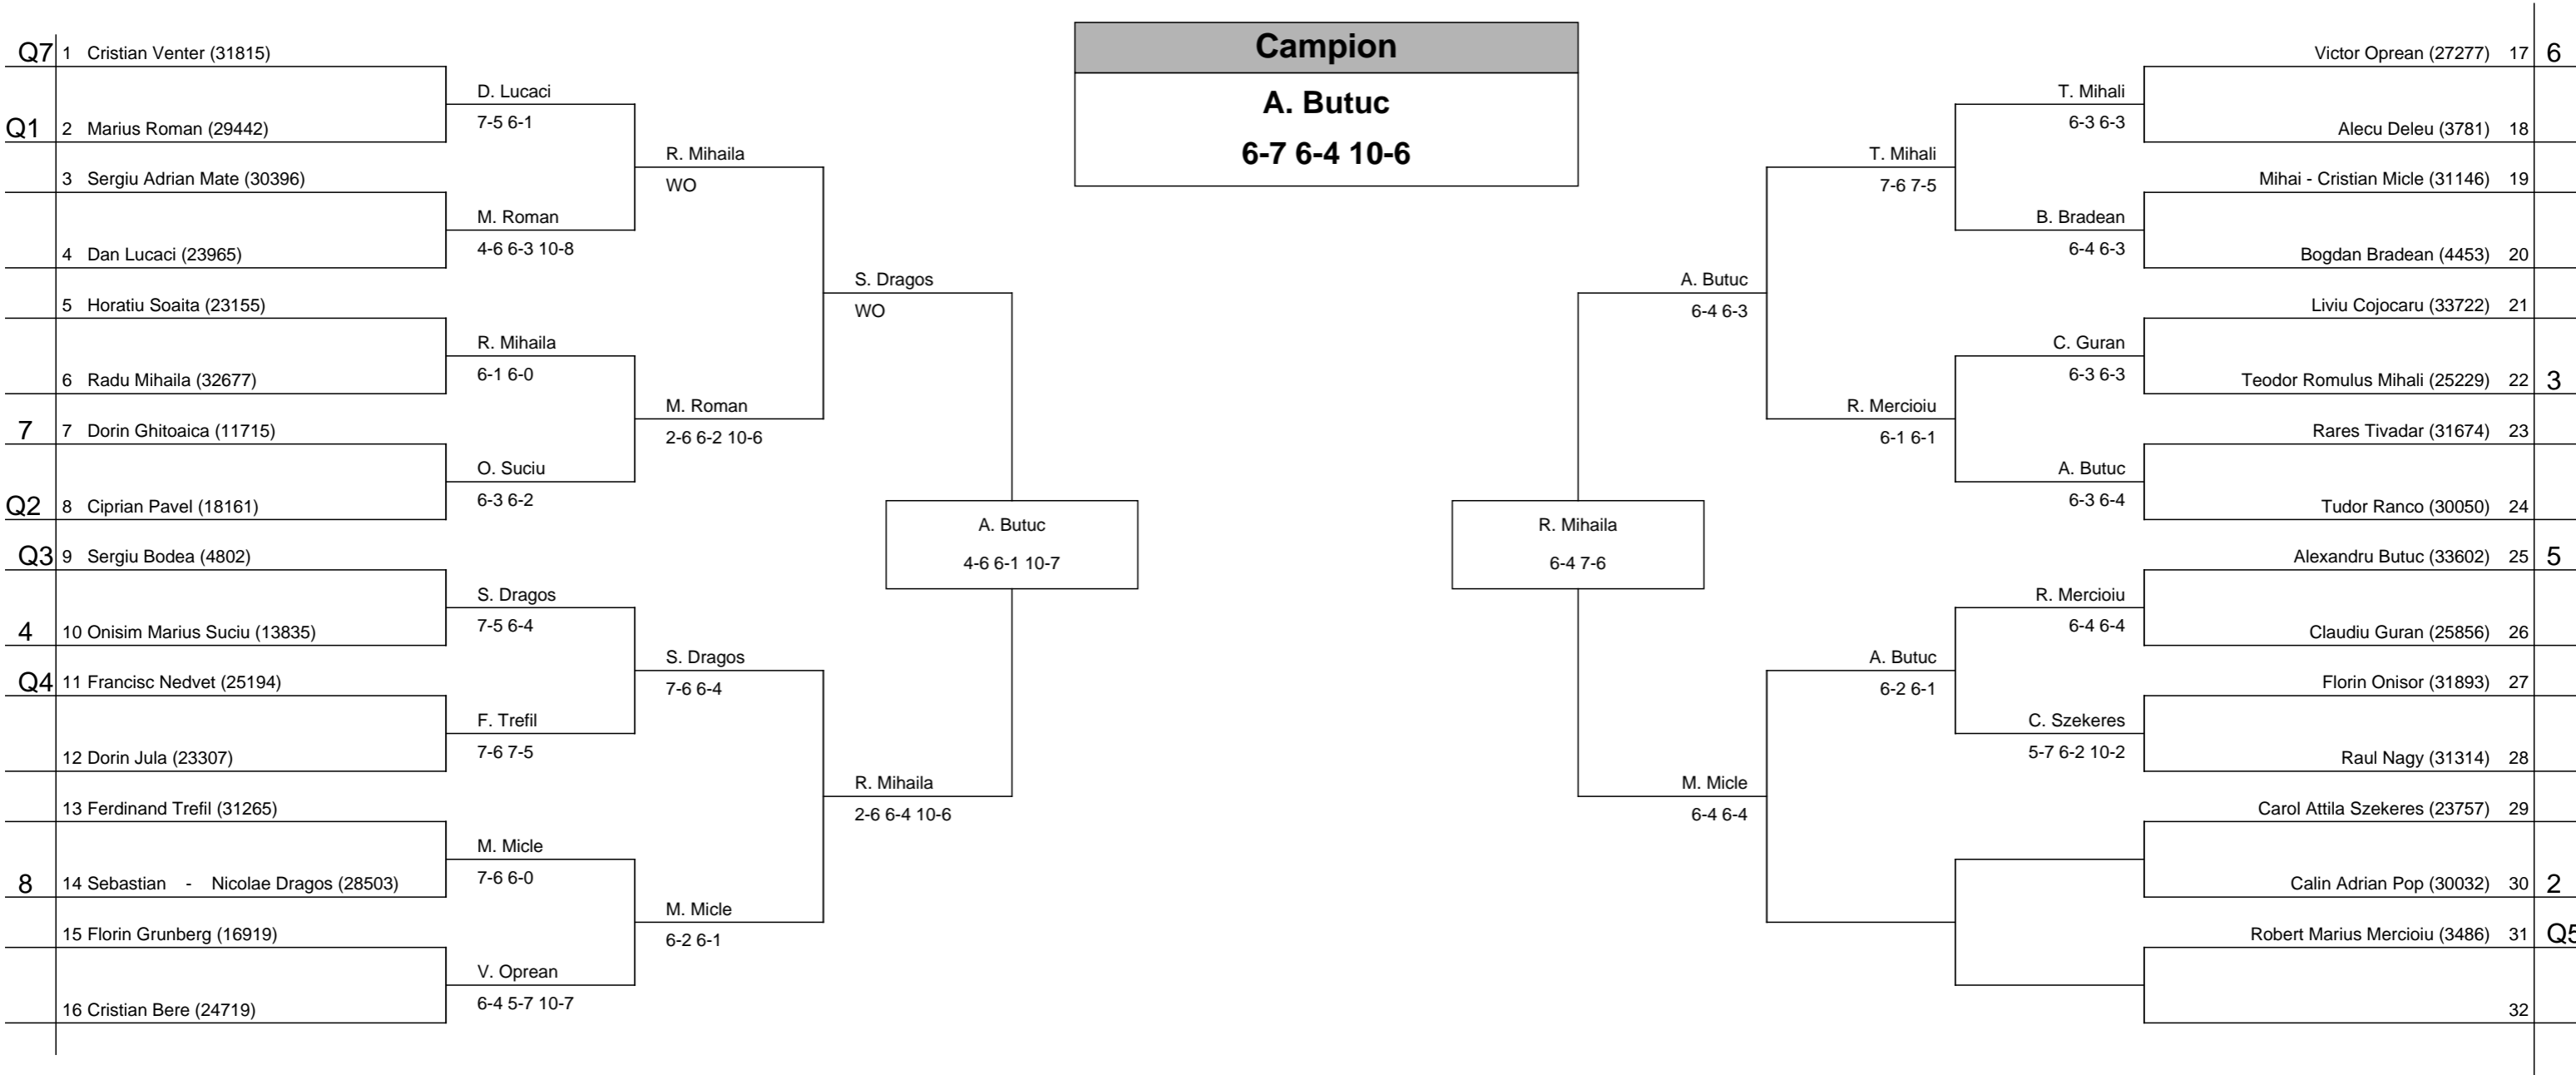 Campion
A. Butuc
6-7 6-4 10-6
Q7 1 Cristian Venter (31815)
D. Lucaci
7-5 6-1
Q1 2 Marius Roman (29442)
R. Mihaila
WO
3 Sergiu Adrian Mate (30396)
M. Roman
4-6 6-3 10-8
4 Dan Lucaci (23965)
S. Dragos
WO
5 Horatiu Soaita (23155)
R. Mihaila
6-1 6-0
6 Radu Mihaila (32677)
M. Roman
2-6 6-2 10-6
7 7 Dorin Ghitoaica (11715)
O. Suciu
6-3 6-2
Q2 8 Ciprian Pavel (18161)
A. Butuc
4-6 6-1 10-7
Q3 9 Sergiu Bodea (4802)
S. Dragos
7-5 6-4
4 10 Onisim Marius Suciu (13835)
S. Dragos
7-6 6-4
Q4 11 Francisc Nedvet (25194)
F. Trefil
7-6 7-5
12 Dorin Jula (23307)
R. Mihaila
2-6 6-4 10-6
13 Ferdinand Trefil (31265)
M. Micle
7-6 6-0
8 14 Sebastian - Nicolae Dragos (28503)
M. Micle
6-2 6-1
15 Florin Grunberg (16919)
V. Oprean
6-4 5-7 10-7
16 Cristian Bere (24719)
Victor Oprean (27277) 17 6
T. Mihali
6-3 6-3
Alecu Deleu (3781) 18
T. Mihali
7-6 7-5
Mihai - Cristian Micle (31146) 19
B. Bradean
6-4 6-3
Bogdan Bradean (4453) 20
A. Butuc
6-4 6-3
Liviu Cojocaru (33722) 21
C. Guran
6-3 6-3
Teodor Romulus Mihali (25229) 22 3
R. Mercioiu
6-1 6-1
Rares Tivadar (31674) 23
A. Butuc
6-3 6-4
Tudor Ranco (30050) 24
R. Mihaila
6-4 7-6
Alexandru Butuc (33602) 25 5
R. Mercioiu
6-4 6-4
Claudiu Guran (25856) 26
A. Butuc
6-2 6-1
Florin Onisor (31893) 27
C. Szekeres
5-7 6-2 10-2
Raul Nagy (31314) 28
M. Micle
6-4 6-4
Carol Attila Szekeres (23757) 29
Calin Adrian Pop (30032) 30 2
Robert Marius Mercioiu (3486) 31 Q5
32